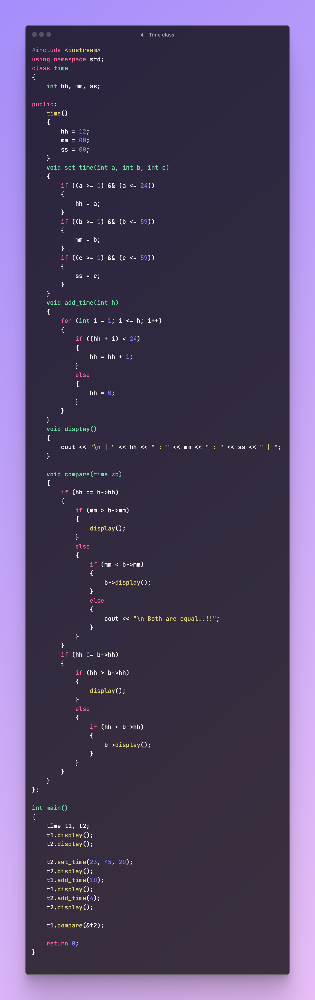 4 - Time class
#include <iostream>
using namespace std;
class time
{
    int hh, mm, ss;

public:
    time()
    {
        hh = 12;
        mm = 00;
        ss = 00;
    }
    void set_time(int a, int b, int c)
    {
        if ((a >= 1) && (a <= 24))
        {
            hh = a;
        }
        if ((b >= 1) && (b <= 59))
        {
            mm = b;
        }
        if ((c >= 1) && (c <= 59))
        {
            ss = c;
        }
    }
    void add_time(int h)
    {
        for (int i = 1; i <= h; i++)
        {
            if ((hh + i) < 24)
            {
                hh = hh + 1;
            }
            else
            {
                hh = 0;
            }
        }
    }
    void display()
    {
        cout << "\n | " << hh << " : " << mm << " : " << ss << " | ";
    }

    void compare(time *b)
    {
        if (hh == b->hh)
        {
            if (mm > b->mm)
            {
                display();
            }
            else
            {
                if (mm < b->mm)
                {
                    b->display();
                }
                else
                {
                    cout << "\n Both are equal..!!";
                }
            }
        }
        if (hh != b->hh)
        {
            if (hh > b->hh)
            {
                display();
            }
            else
            {
                if (hh < b->hh)
                {
                    b->display();
                }
            }
        }
    }
};

int main()
{
    time t1, t2;
    t1.display();
    t2.display();

    t2.set_time(23, 45, 20);
    t2.display();
    t1.add_time(10);
    t1.display();
    t2.add_time(4);
    t2.display();

    t1.compare(&t2);

    return 0;
}